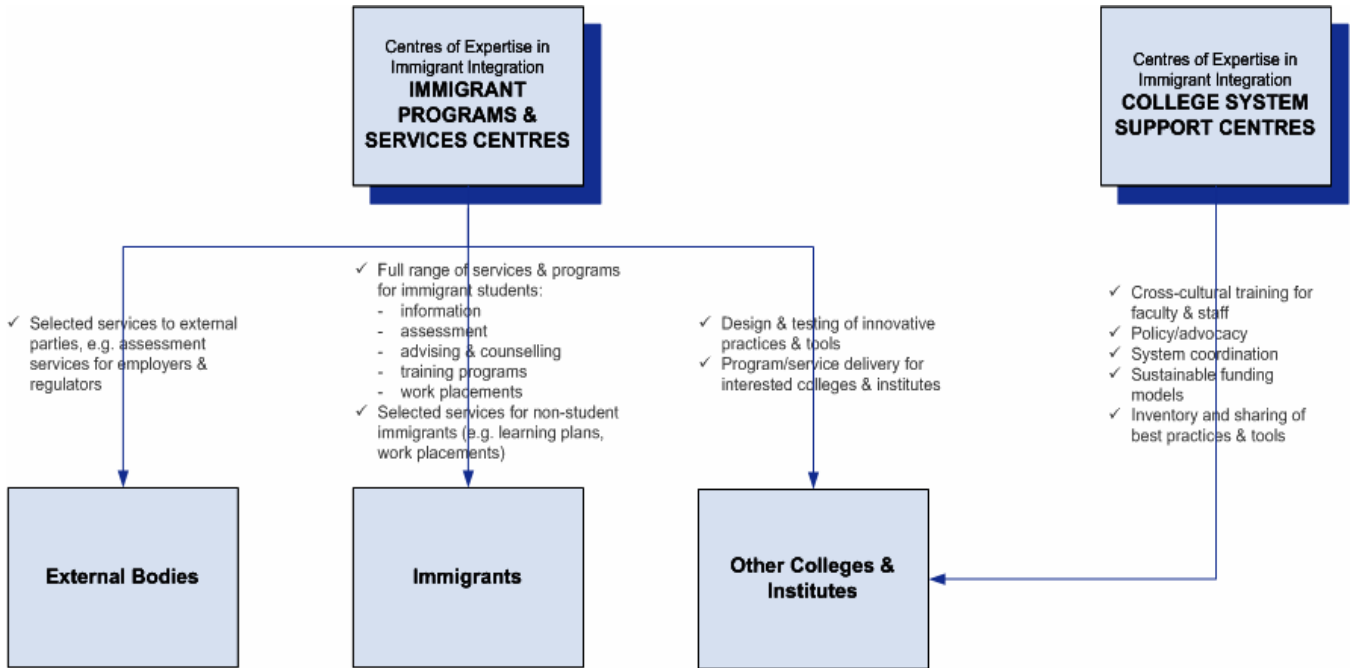 Centres of Expertise in
Immigrant Integration
IMMIGRANT
PROGRAMS &
SERVICES CENTRES
Centres of Expertise in
Immigrant Integration
COLLEGE SYSTEM
SUPPORT CENTRES
✓ Selected services to external
parties, e.g. assessment
services for employers &
regulators
✓ Full range of services & programs
for immigrant students:
- information
- assessment
- advising & counselling
- training programs
- work placements
✓ Selected services for non-student
immigrants (e.g. learning plans,
work placements)
✓ Design & testing of innovative
practices & tools
✓ Program/service delivery for
interested colleges & institutes
✓ Cross-cultural training for
faculty & staff
✓ Policy/advocacy
✓ System coordination
✓ Sustainable funding
models
✓ Inventory and sharing of
best practices & tools
External Bodies
Immigrants
Other Colleges &
Institutes